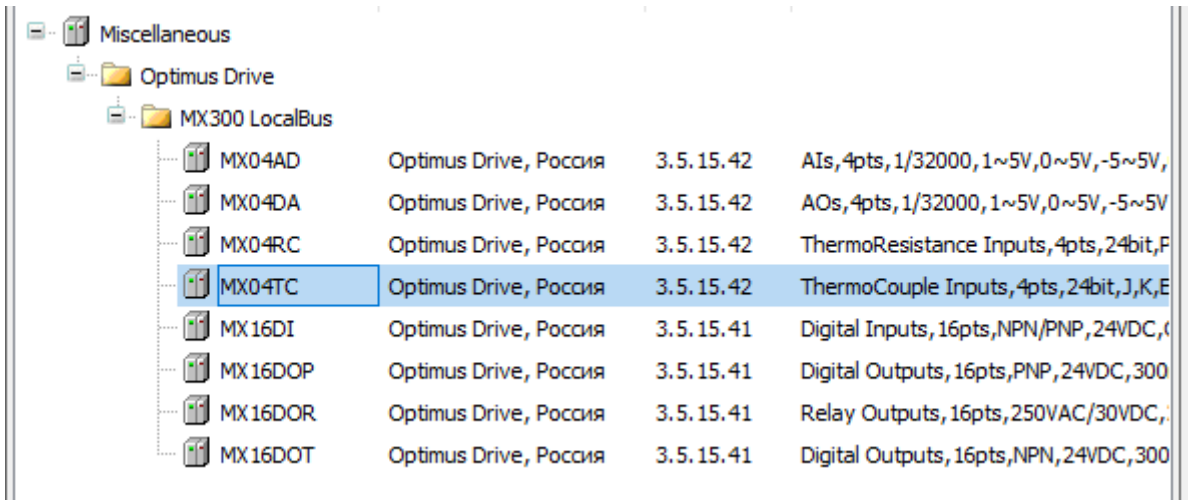 Miscellaneous
Optimus Drive
MX300 LocalBus
MX04AD Optimus Drive, Россия 3.5.15.42 AIs,4pts,1/32000,1~5V,0~5V,-5~5V,
MX04DA Optimus Drive, Россия 3.5.15.42 AOs,4pts,1/32000,1~5V,0~5V,-5~5V
MX04RC Optimus Drive, Россия 3.5.15.42 ThermoResistance Inputs,4pts,24bit,P
MX04TC Optimus Drive, Россия 3.5.15.42 ThermoCouple Inputs,4pts,24bit,J,K,E
MX16DI Optimus Drive, Россия 3.5.15.41 Digital Inputs,16pts,NPN/PNP,24VDC,
MX16DOP Optimus Drive, Россия 3.5.15.41 Digital Outputs,16pts,PNP,24VDC,300
MX16DOR Optimus Drive, Россия 3.5.15.41 Relay Outputs,16pts,250VAC/30VDC,
MX16DOT Optimus Drive, Россия 3.5.15.41 Digital Outputs,16pts,NPN,24VDC,300